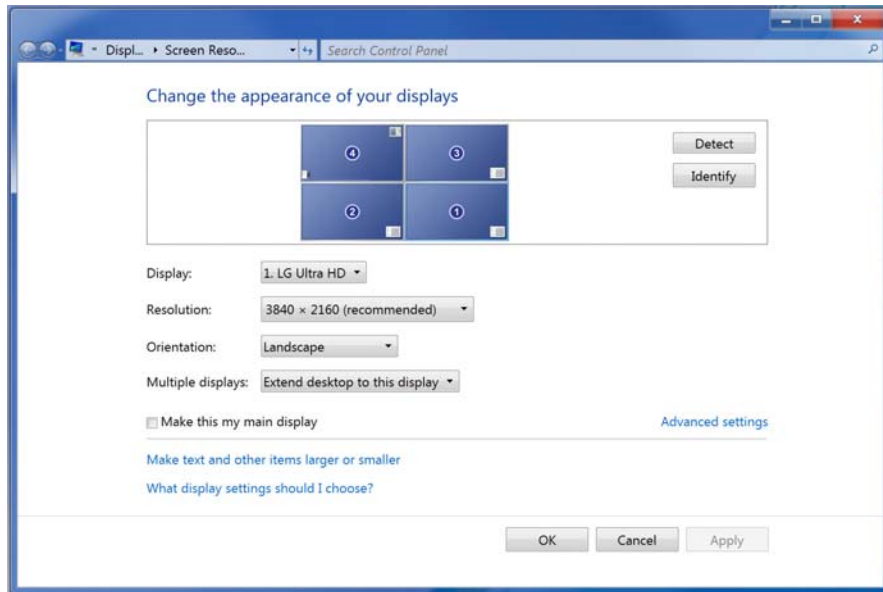 Displ... Screen Reso... Search Control Panel
Change the appearance of your displays
4 3
Detect
Identify
2 1
Display: 1. LG Ultra HD
Resolution: 3840 × 2160 (recommended)
Orientation: Landscape
Multiple displays: Extend desktop to this display
Make this my main display Advanced settings
Make text and other items larger or smaller
What display settings should I choose?
OK Cancel Apply